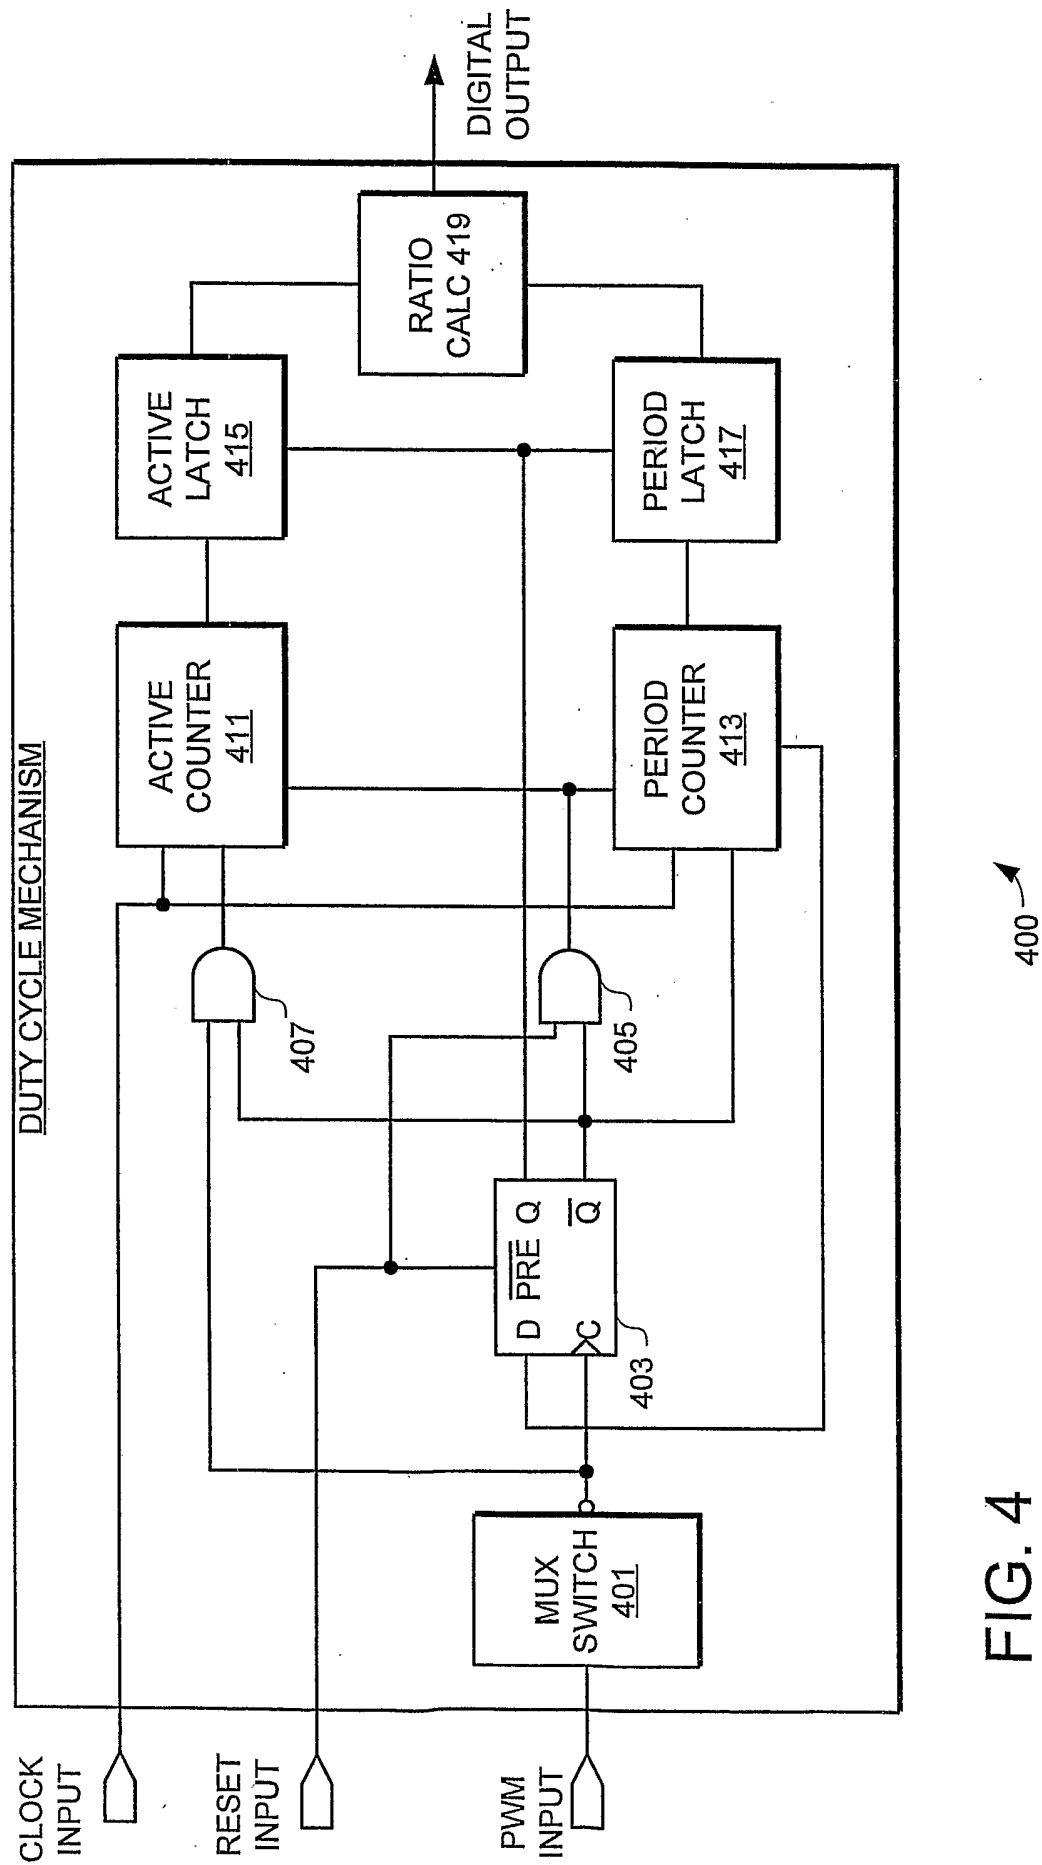 DUTY CYCLE MECHANISM
CLOCK
INPUT
RESET
INPUT
PWM
INPUT
MUX
SWITCH
401
D
PRE
Q
C
Q
403
407
405
ACTIVE
COUNTER
411
PERIOD
COUNTER
413
ACTIVE
LATCH
415
PERIOD
LATCH
417
RATIO
CALC 419
DIGITAL
OUTPUT
400
FIG. 4